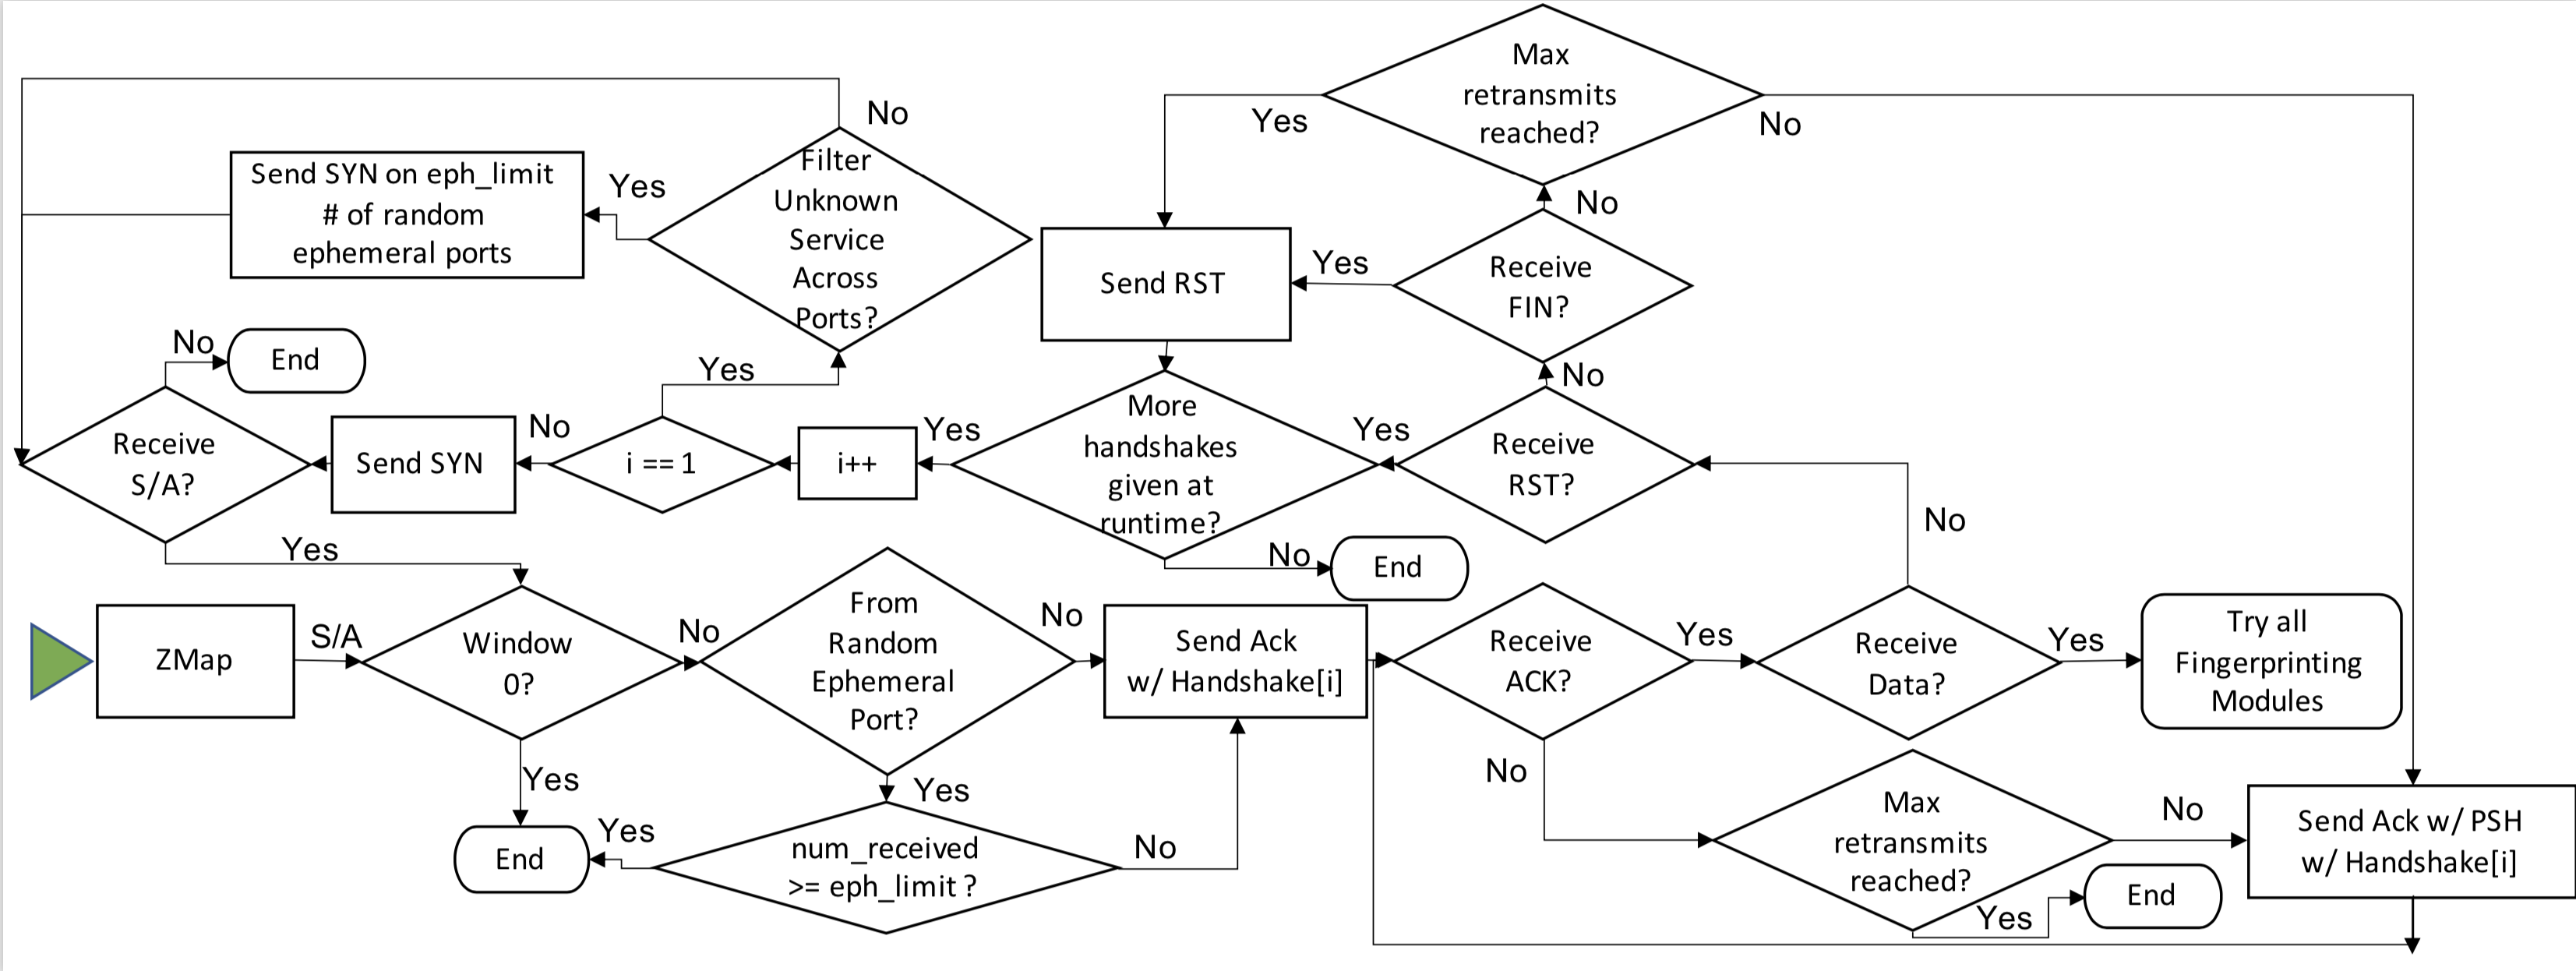 Max
retransmits
reached?
Yes
No
No
Filter
Unknown
Service
Across
Ports?
Yes
Send SYN on eph_limit
# of random
ephemeral ports
Send RST
Yes
Receive
FIN?
No
No
End
Yes
Receive
S/A?
Send SYN
No
i == 1
i++
Yes
More
handshakes
given at
runtime?
Yes
Receive
RST?
No
No
Yes
No
End
ZMap
S/A
Window
0?
No
From
Random
Ephemeral
Port?
No
Send Ack
w/ Handshake[i]
Receive
ACK?
Yes
Receive
Data?
Yes
Try all
Fingerprinting
Modules
Yes
End
Yes
num_received
>= eph_limit ?
Yes
No
No
Max
retransmits
reached?
No
Send Ack w/ PSH
w/ Handshake[i]
Yes
End